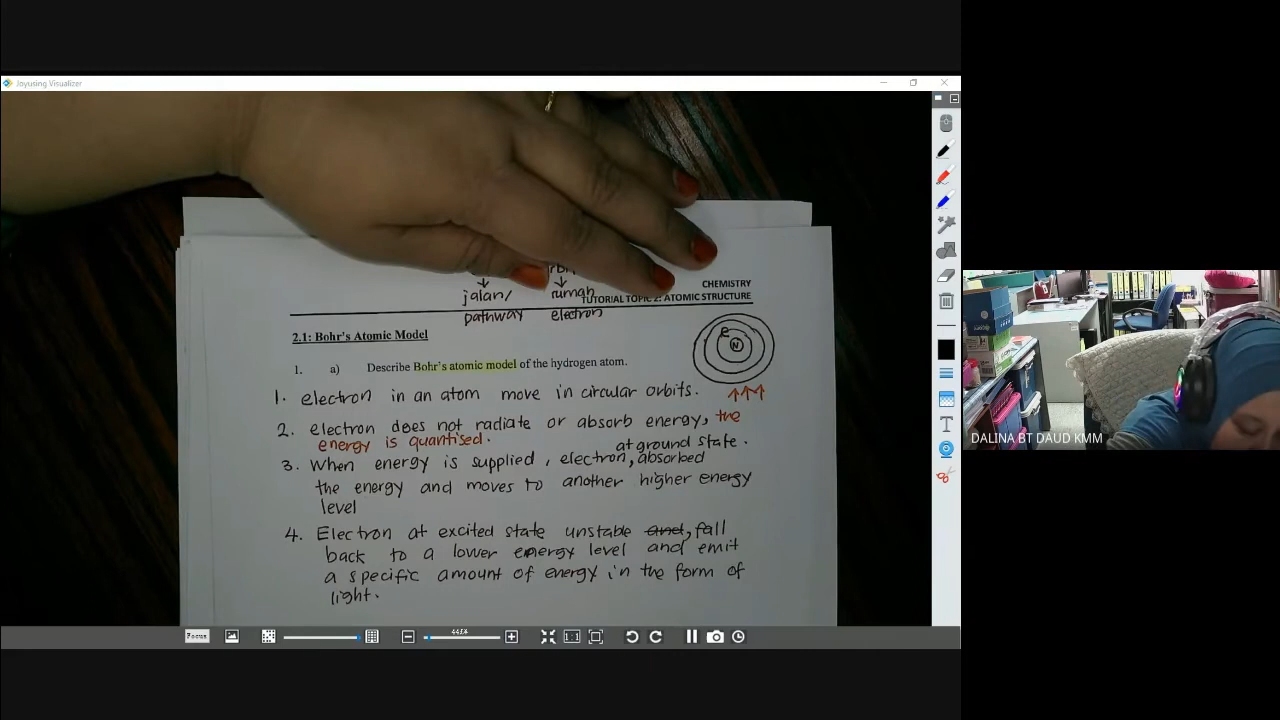 Joyusing Visualizer
jalan/
rumah
pathway
electron
CHEMISTRY
TUTORIAL TOPIC 2: ATOMIC STRUCTURE
2.1: Bohr's Atomic Model
e
N
1. a) Describe Bohr's atomic model of the hydrogen atom.
1. electron in an atom move in circular orbits.
2. electron does not radiate or absorb energy, the
energy is quantised.
at ground state.
3. When energy is supplied, electron, absorbed
the energy and moves to another higher energy
level
4. Electron at excited state unstable and, fall
back to a lower energy level and emit
a specific amount of energy in the form of
light.
DALINA BT DAUD KMM
T
Focus
1:1